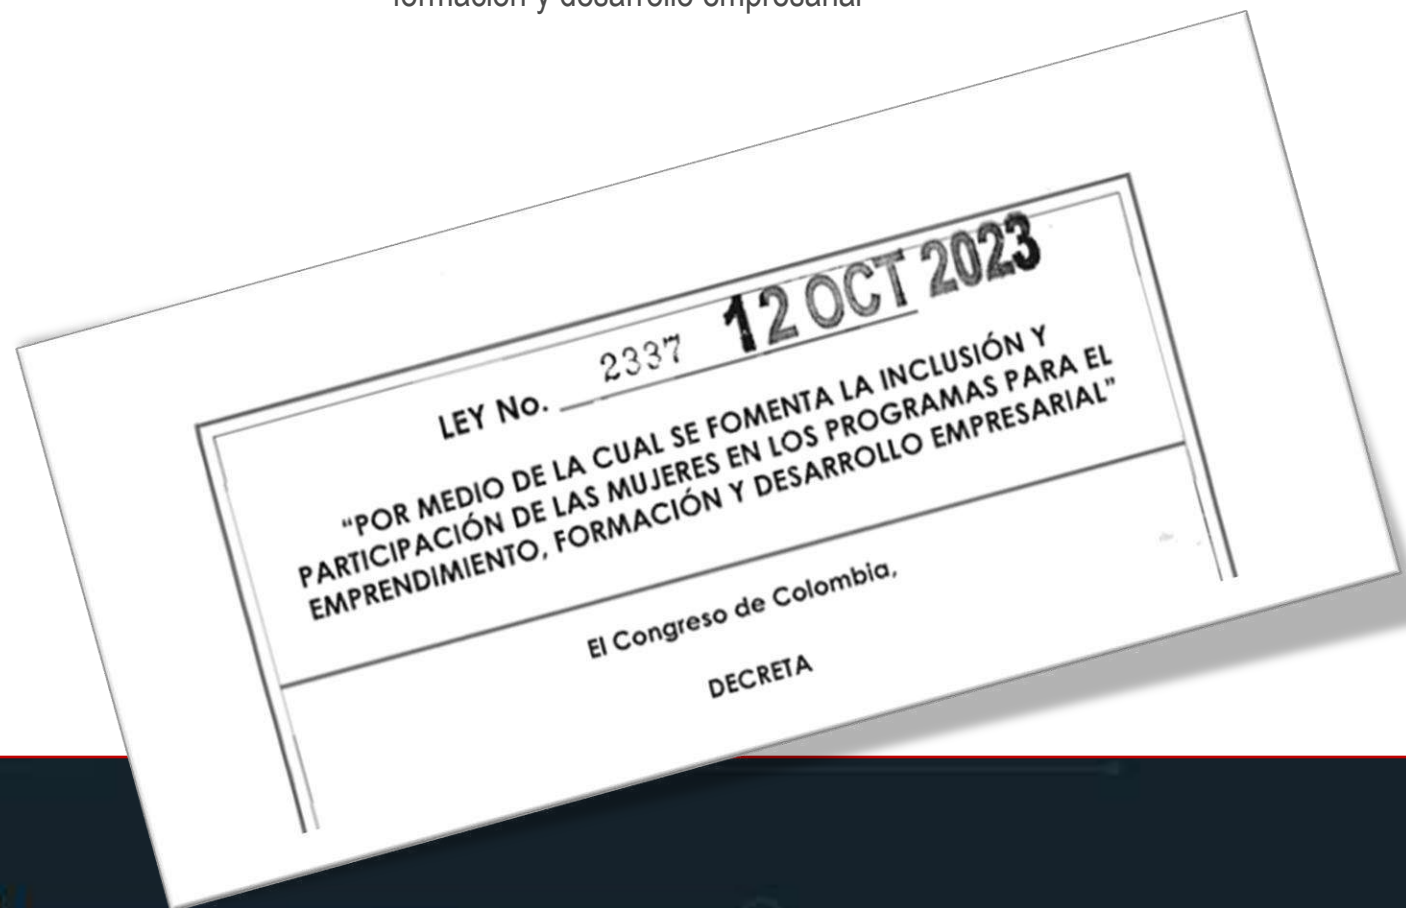 formación y desarrollo empresarial
LEY No. 2337 12 OCT 2023
“POR MEDIO DE LA CUAL SE FOMENTA LA INCLUSIÓN Y
PARTICIPACIÓN DE LAS MUJERES EN LOS PROGRAMAS PARA EL
EMPRENDIMIENTO, FORMACIÓN Y DESARROLLO EMPRESARIAL”
El Congreso de Colombia,
DECRETA